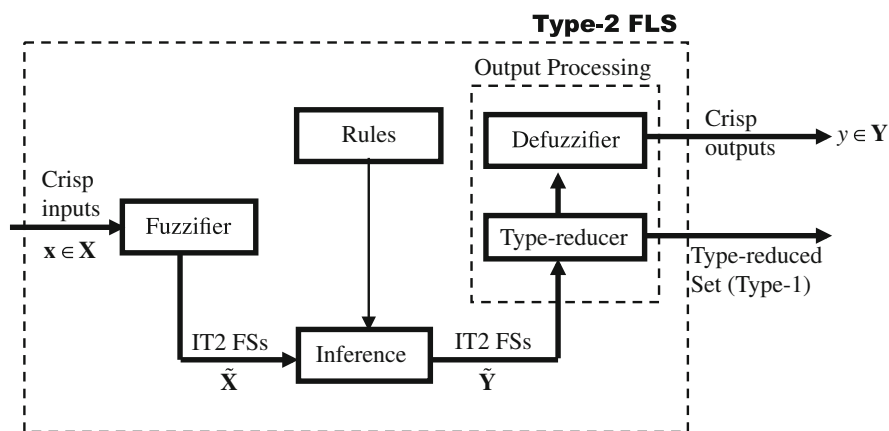 Type-2 FLS
Output Processing
Rules
Defuzzifier
Crisp
outputs
y ∈ Y
Crisp
inputs
x ∈ X
Fuzzifier
Type-reducer
Type-reduced
Set (Type-1)
IT2 FSs
X̃
Inference
IT2 FSs
Ỹ